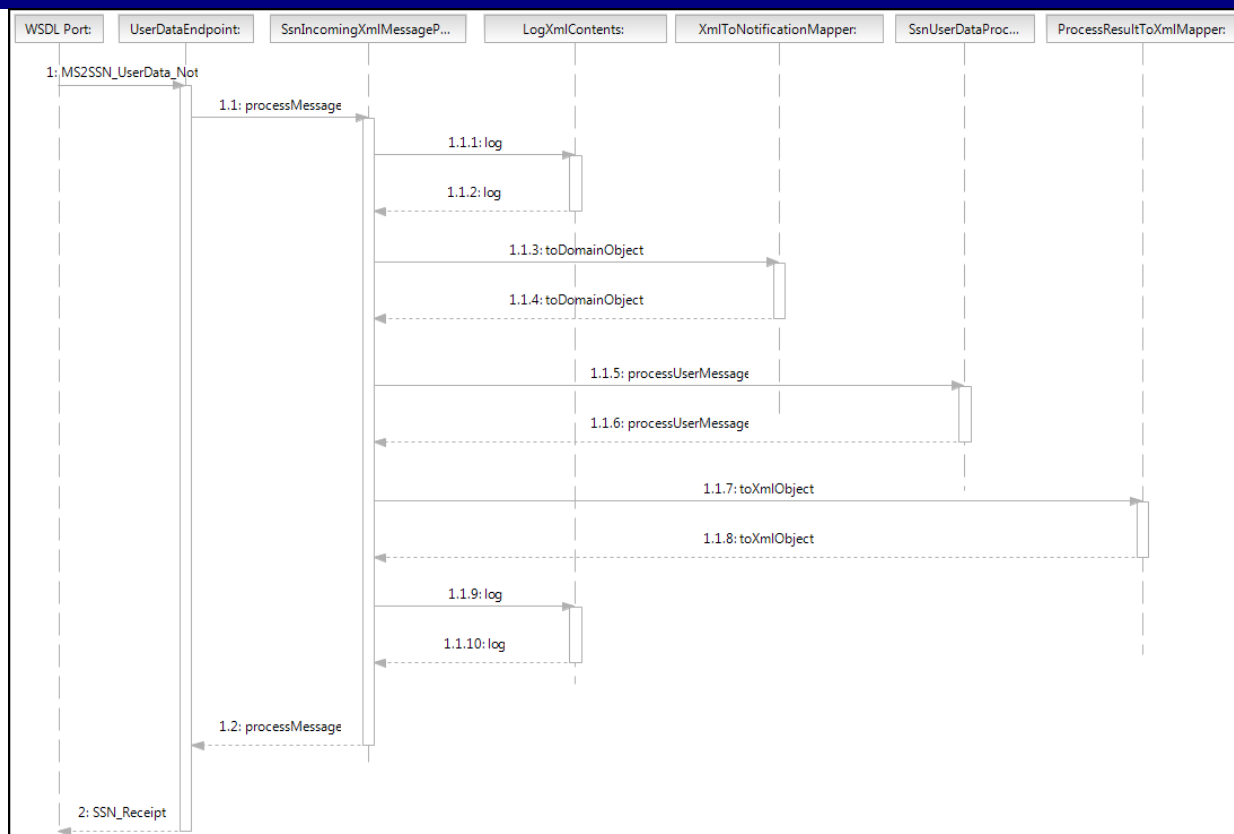 WSDL Port:
UserDataEndpoint:
SsnIncomingXmlMessageP...
LogXmlContents:
XmlToNotificationMapper:
SsnUserDataProc...
ProcessResultToXmlMapper:
1: MS2SSN_UserData_Not
1.1: processMessage
1.1.1: log
1.1.2: log
1.1.3: toDomainObject
1.1.4: toDomainObject
1.1.5: processUserMessage
1.1.6: processUserMessage
1.1.7: toXmlObject
1.1.8: toXmlObject
1.1.9: log
1.1.10: log
1.2: processMessage
2: SSN_Receipt